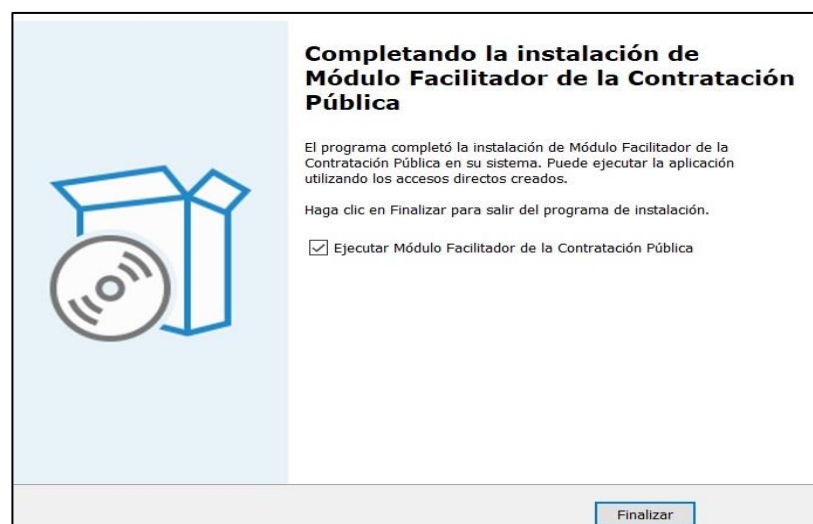 Completando la instalación de
Módulo Facilitador de la Contratación
Pública
El programa completó la instalación de Módulo Facilitador de la
Contratación Pública en su sistema. Puede ejecutar la aplicación
utilizando los accesos directos creados.
Haga clic en Finalizar para salir del programa de instalación.
Ejecutar Módulo Facilitador de la Contratación Pública
Finalizar